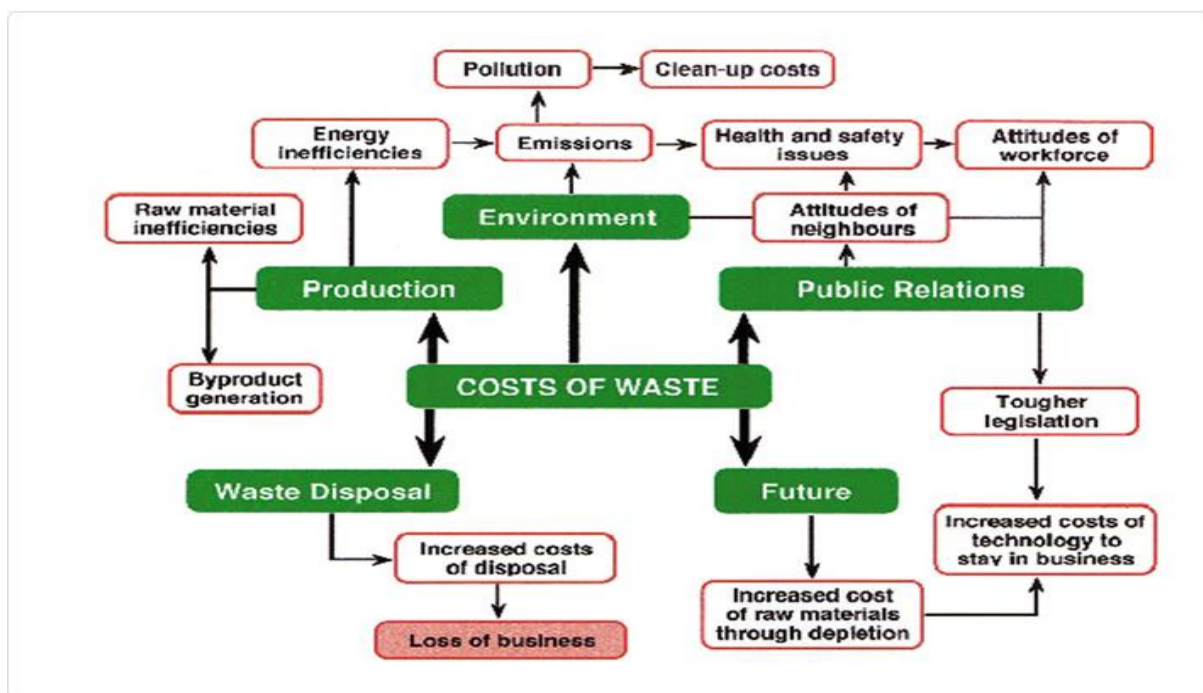 Pollution
Clean-up costs
Energy
inefficiencies
Emissions
Health and safety
issues
Attitudes of
workforce
Raw material
inefficiencies
Environment
Attitudes of
neighbours
Production
Public Relations
Byproduct
generation
COSTS OF WASTE
Tougher
legislation
Waste Disposal
Future
Increased costs
of disposal
Increased costs of
technology to
stay in business
Loss of business
Increased cost
of raw materials
through depletion